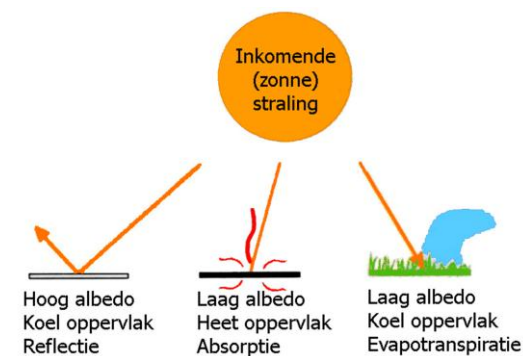 Inkomende
(zonne)
straling
Hoog albedo
Koel oppervlak
Reflectie
Laag albedo
Heet oppervlak
Absorptie
Laag albedo
Koel oppervlak
Evapotranspiratie